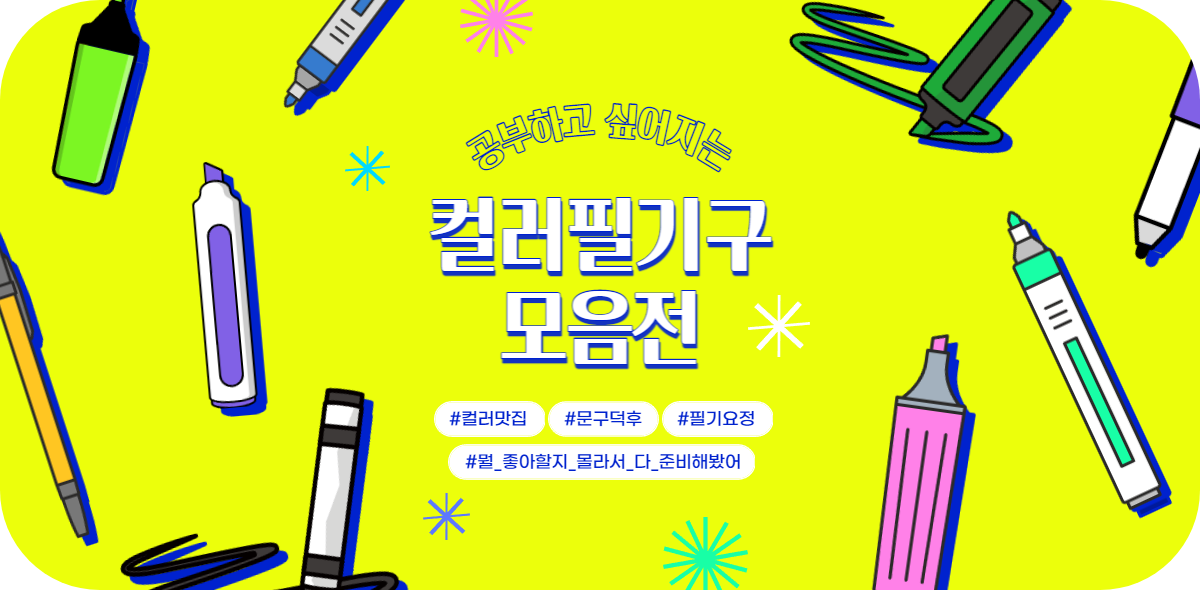 공부하고 싶어지는
컬러필기구
모음전
#컬러맛집 #문구덕후 #필기요정
#뭘_좋아할지_몰라서_다_준비해봤어